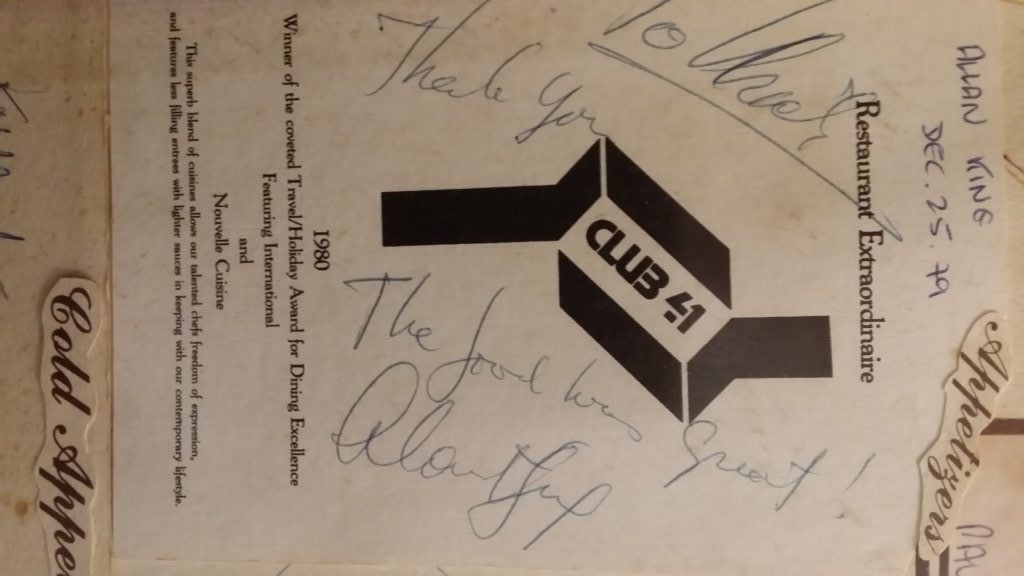 ALLAN KING
DEC. 25. 79
Appetizers
Restaurant Extraordinaire
To
CLUB 41
Thank You
The food was Great!
Alan King
1980
Winner of the coveted Travel/Holiday Award for Dining Excellence
Featuring International
and
Nouvelle Cuisine
This superb blend of cuisines allows our talented chefs freedom of expression,
and features less filling entrees with lighter sauces in keeping with our contemporary lifestyle.
Cold Appe